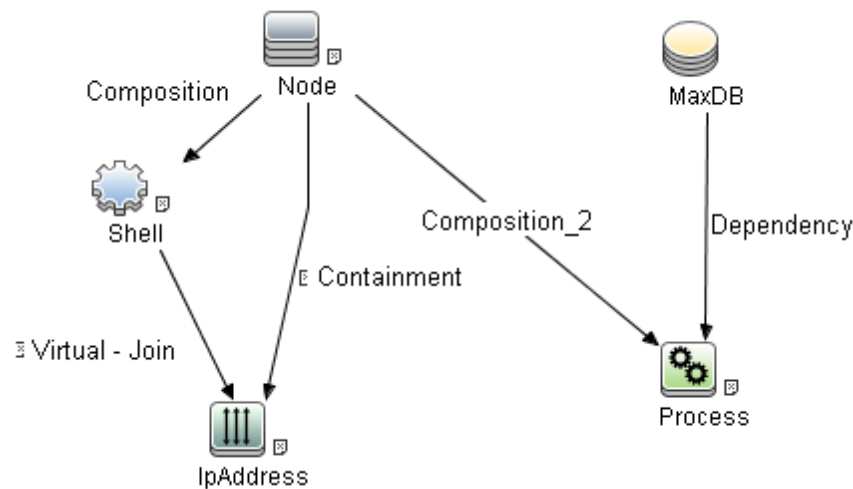 Node
MaxDB
Composition
Shell
Composition_2
Dependency
Containment
Virtual - Join
Process
IpAddress